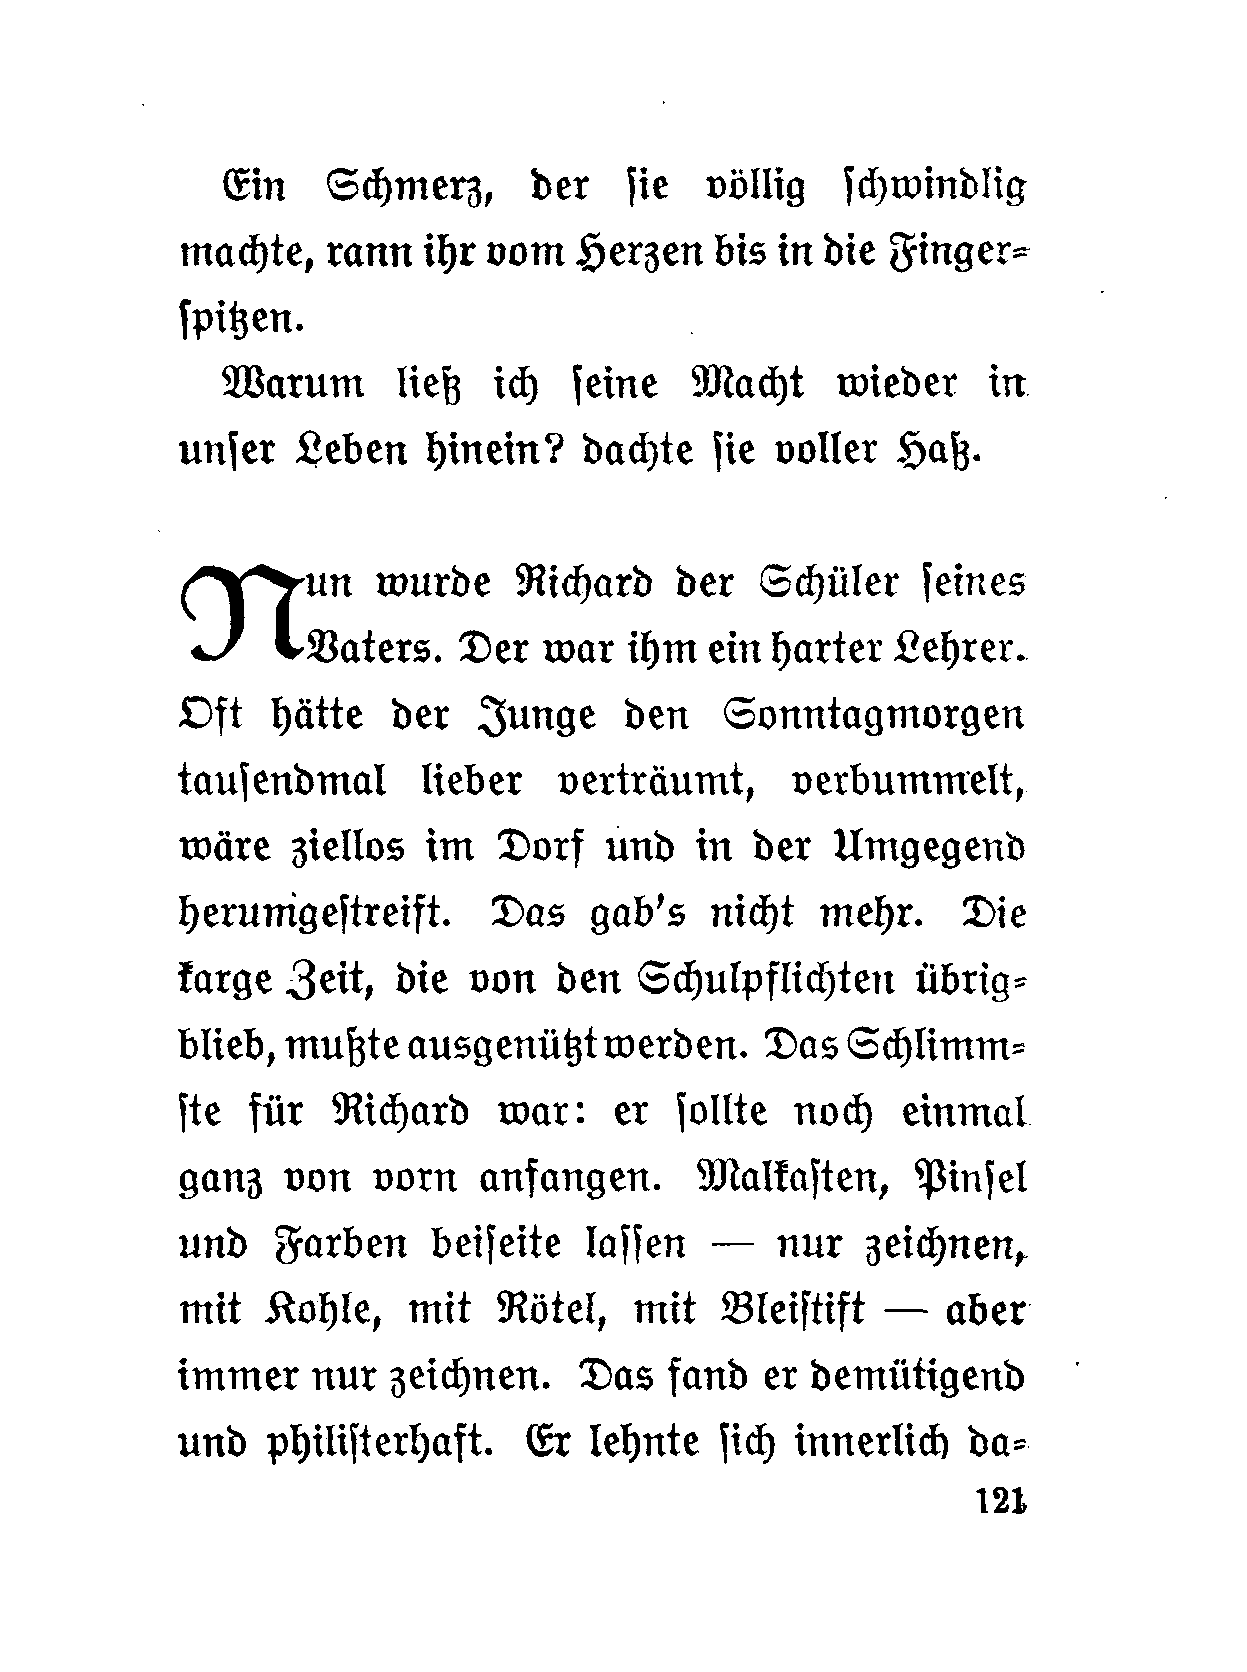 Ein Schmerz, der sie völlig schwindlig
machte, rann ihr vom Herzen bis in die Finger-
spitzen.
Warum ließ ich seine Macht wieder in
unser Leben hinein? dachte sie voller Haß.
Nun wurde Richard der Schüler seines
Vaters. Der war ihm ein harter Lehrer.
Oft hätte der Junge den Sonntagmorgen
tausendmal lieber verträumt, verbummelt,
wäre ziellos im Dorf und in der Umgegend
herumgestreift. Das gab's nicht mehr. Die
karge Zeit, die von den Schulpflichten übrig-
blieb, mußte ausgenützt werden. Das Schlimm-
ste für Richard war: er sollte noch einmal
ganz von vorn anfangen. Malkasten, Pinsel
und Farben beiseite lassen — nur zeichnen,
mit Kohle, mit Rötel, mit Bleistift — aber
immer nur zeichnen. Das fand er demütigend
und philisterhaft. Er lehnte sich innerlich da-
121